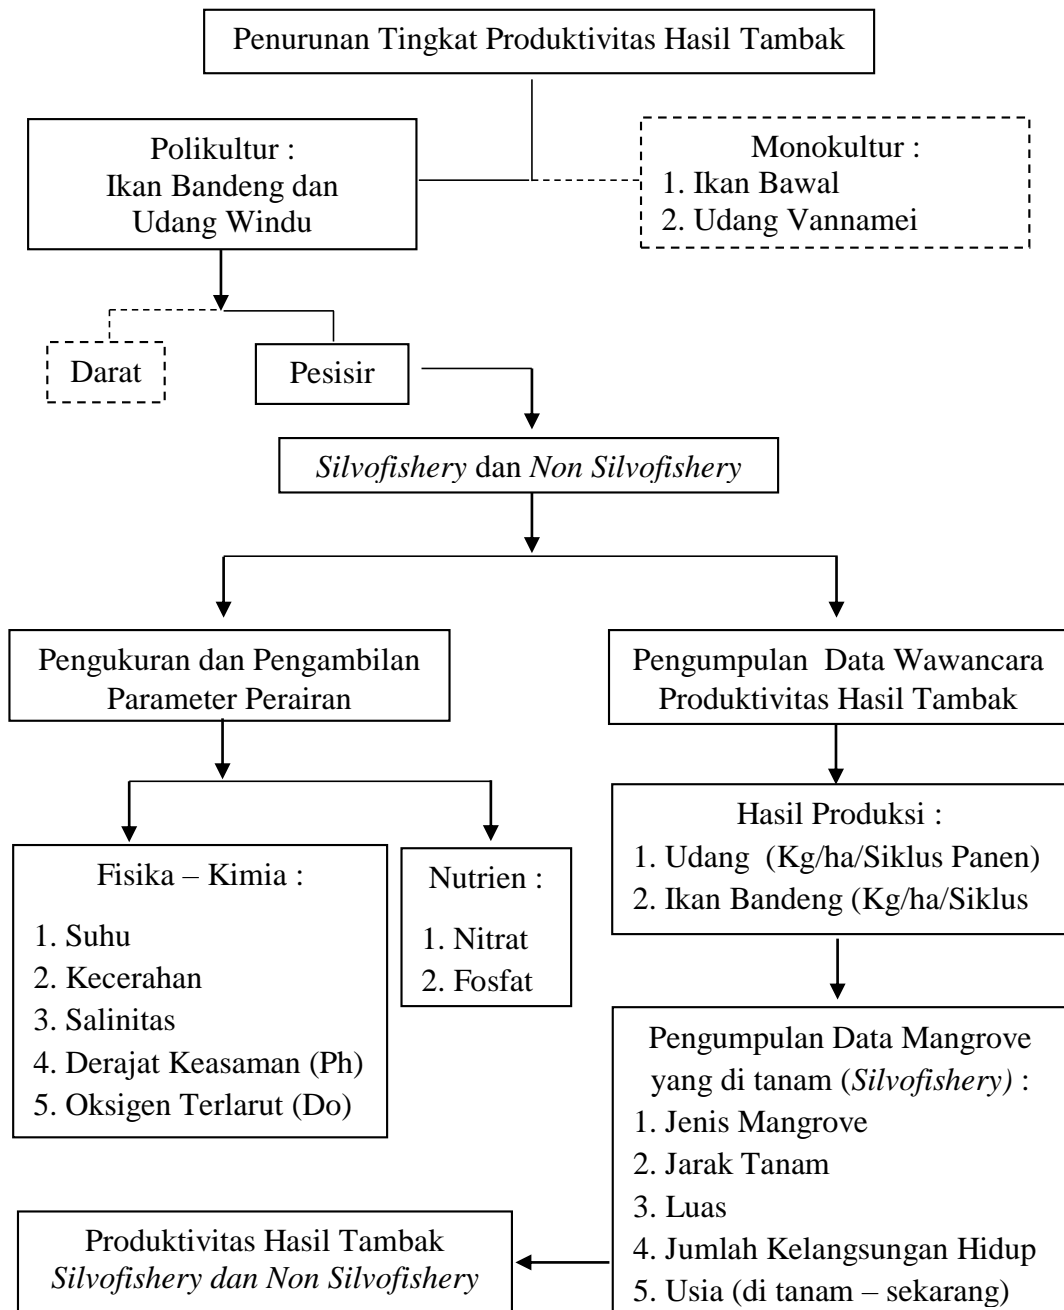 Penurunan Tingkat Produktivitas Hasil Tambak
Polikultur :
Ikan Bandeng dan
Udang Windu
Monokultur :
1. Ikan Bawal
2. Udang Vannamei
Darat
Pesisir
Silvofishery dan Non Silvofishery
Pengukuran dan Pengambilan
Parameter Perairan
Pengumpulan Data Wawancara
Produktivitas Hasil Tambak
Fisika – Kimia :
1. Suhu
2. Kecerahan
3. Salinitas
4. Derajat Keasaman (Ph)
5. Oksigen Terlarut (Do)
Nutrien :
1. Nitrat
2. Fosfat
Hasil Produksi :
1. Udang (Kg/ha/Siklus Panen)
2. Ikan Bandeng (Kg/ha/Siklus
Pengumpulan Data Mangrove
yang di tanam (Silvofishery) :
1. Jenis Mangrove
2. Jarak Tanam
3. Luas
4. Jumlah Kelangsungan Hidup
5. Usia (di tanam – sekarang)
Produktivitas Hasil Tambak
Silvofishery dan Non Silvofishery